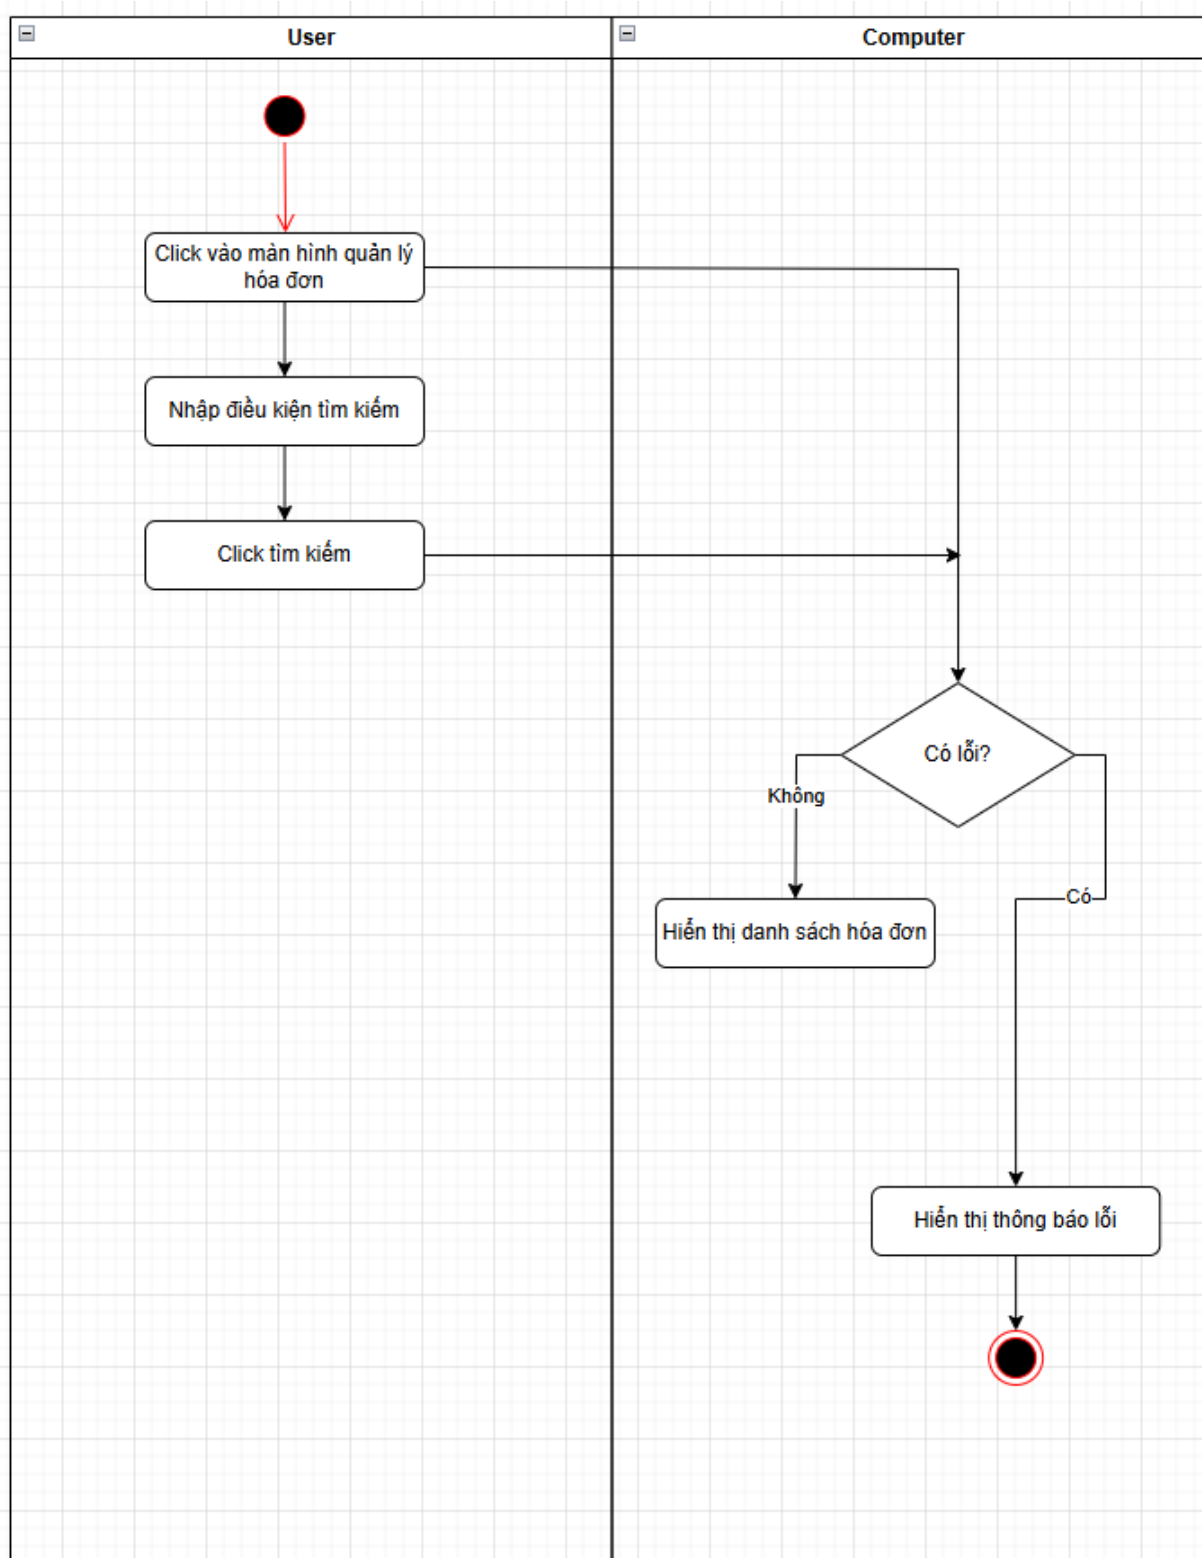 User
Computer
Click vào màn hình quản lý
hóa đơn
Nhập điều kiện tìm kiếm
Click tìm kiếm
Có lỗi?
Không
Có
Hiển thị danh sách hóa đơn
Hiển thị thông báo lỗi